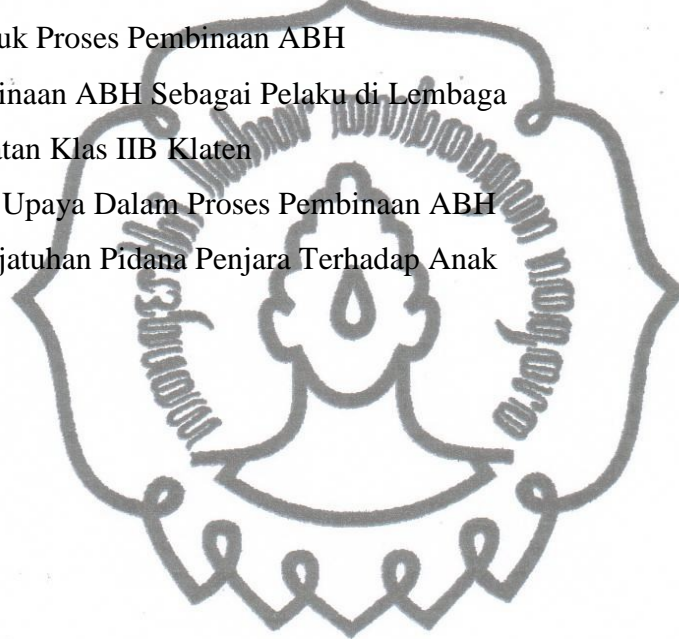 uk Proses Pembinaan ABH
inaan ABH Sebagai Pelaku di Lembaga
atan Klas IIB Klaten
Upaya Dalam Proses Pembinaan ABH
jatuhan Pidana Penjara Terhadap Anak